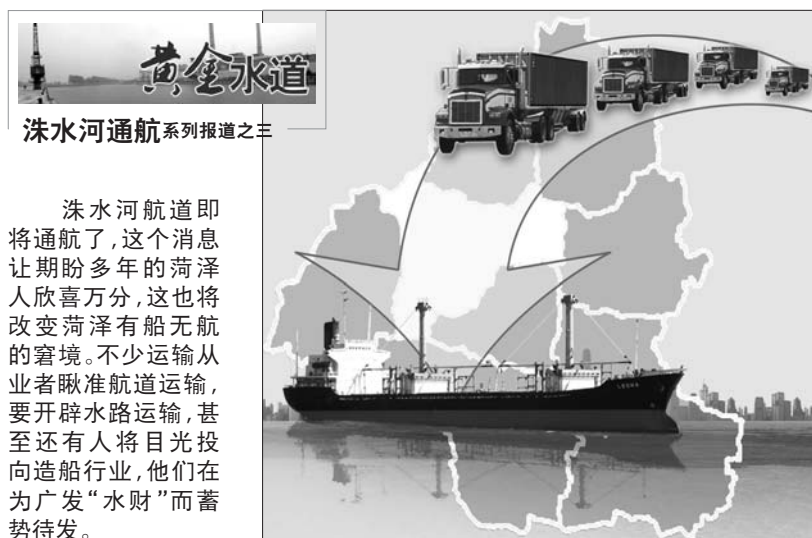 黄金水道
洙水河通航系列报道之三
洙水河航道即
将通航了，这个消息
让期盼多年的菏泽
人欣喜万分，这也将
改变菏泽有船无航
的窘境。不少运输从
业者瞅准航道运输，
要开辟水路运输，甚
至还有人将目光投
向造船行业，他们在
为广发“水财”而蓄
势待发。